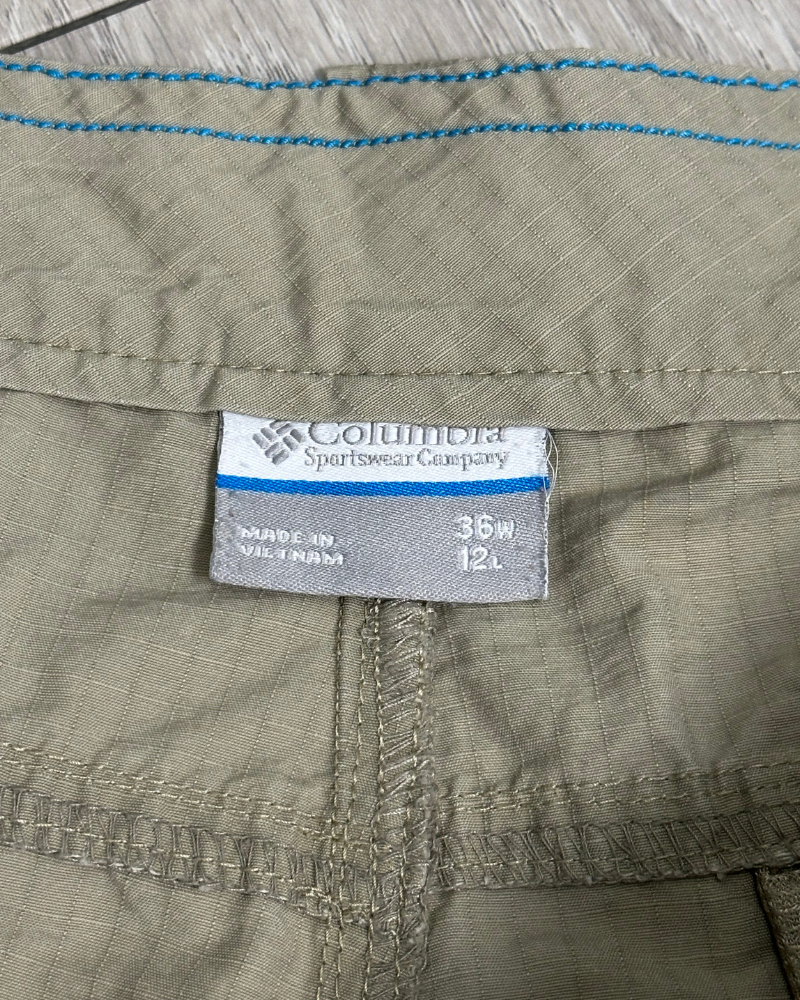 Columbia
Sportswear Company
MADE IN
VIETNAM
36W
12L